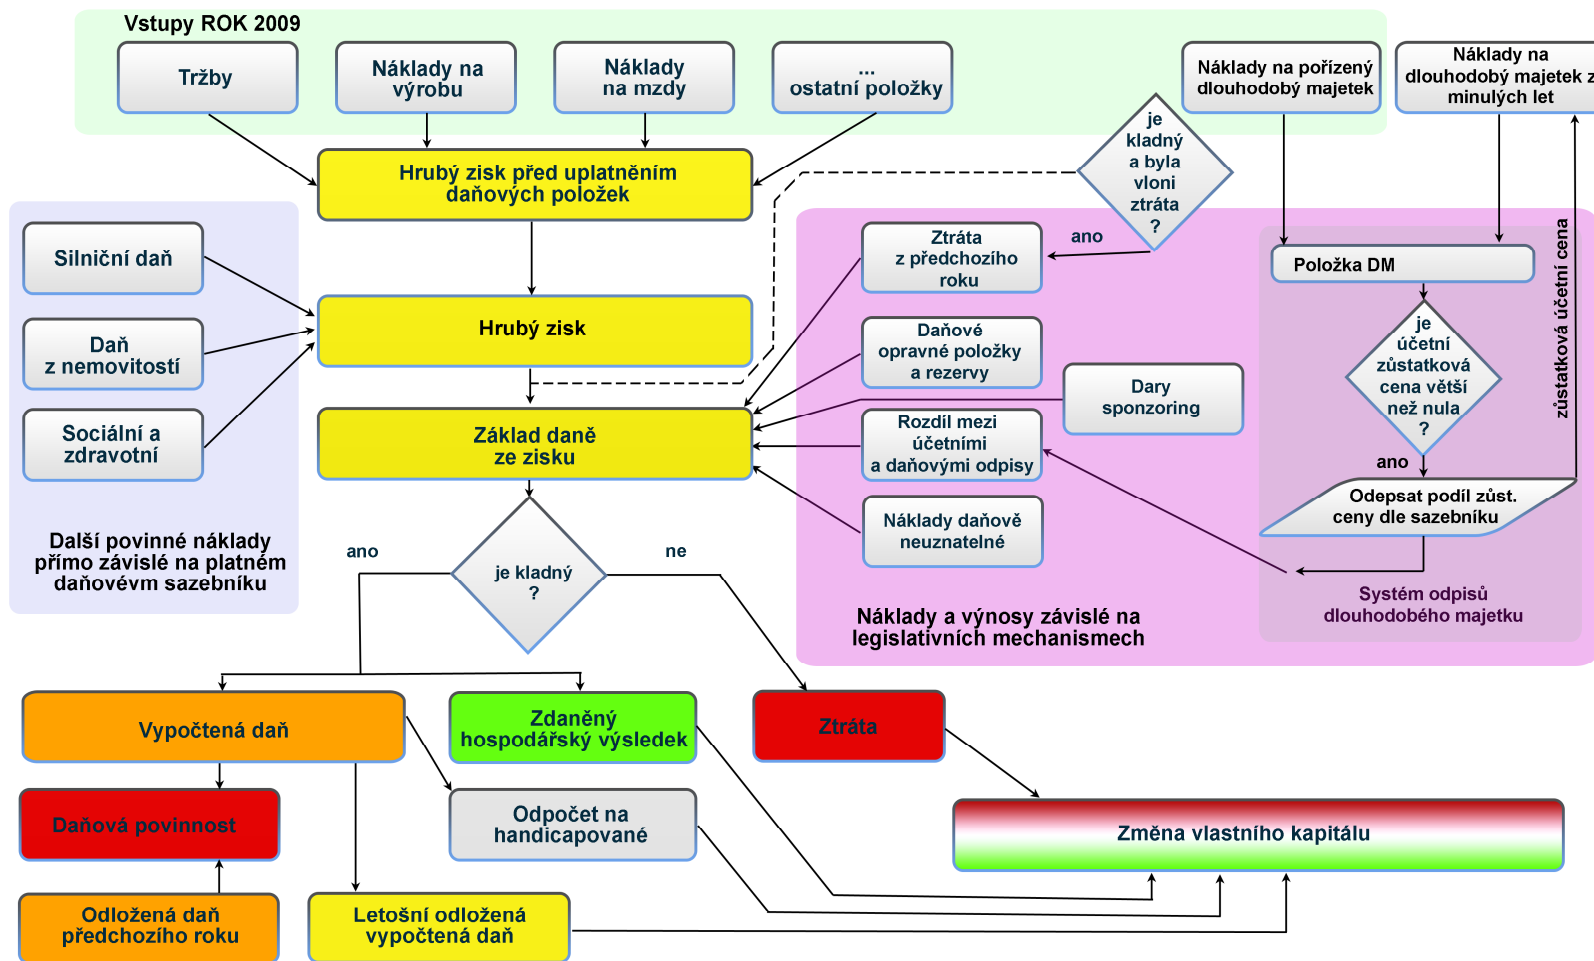 Vstupy ROK 2009
Tržby
Náklady na
výrobu
Náklady
na mzdy
...
ostatní položky
Náklady na pořízený
dlouhodobý majetek
Náklady na
dlouhodobý majetek z
minulých let
je
kladný
a byla
vloni
ztráta
?
Hrubý zisk před uplatněním
daňových položek
Silniční daň
Daň
z nemovitostí
Sociální a
zdravotní
Další povinné náklady
přímo závislé na platném
daňovévm sazebníku
Hrubý zisk
Základ daně
ze zisku
ano
Ztráta
z předchozího
roku
Daňové
opravné položky
a rezervy
Dary
sponzoring
Rozdíl mezi
účetními
a daňovými odpisy
Náklady daňově
neuznatelné
Náklady a výnosy závislé na
legislativních mechanismech
Položka DM
je
účetní
zůstatková
cena větší
než nula
?
ano
Odepsat podíl zůst.
ceny dle sazebníku
zůstatková účetní cena
Systém odpisů
dlouhodobého majetku
ano
je kladný
?
ne
Vypočtená daň
Zdaněný
hospodářský výsledek
Ztráta
Daňová povinnost
Odpočet na
handicapované
Změna vlastního kapitálu
Odložená daň
předchozího roku
Letošní odložená
vypočtená daň